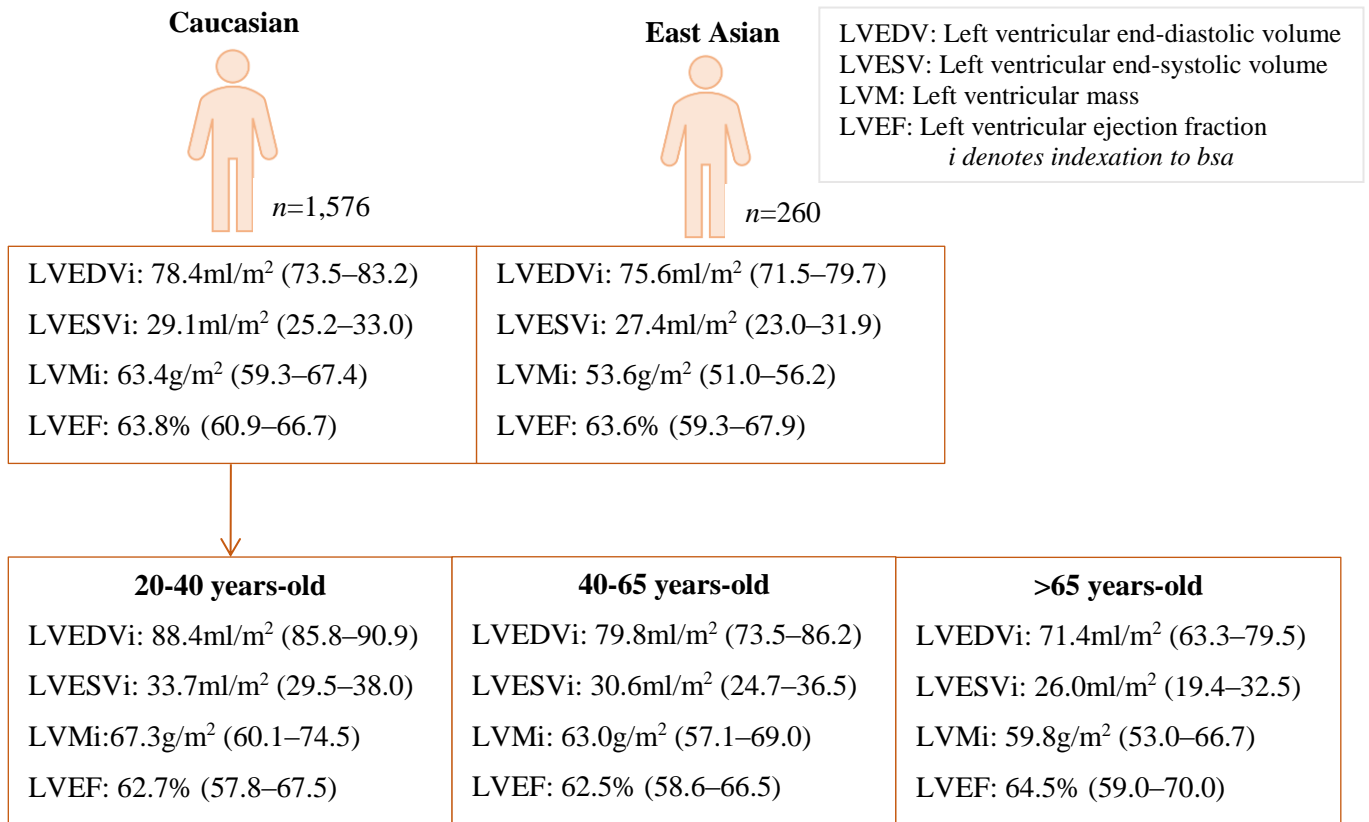 Caucasian
East Asian
LVEDV: Left ventricular end-diastolic volume
LVESV: Left ventricular end-systolic volume
LVM: Left ventricular mass
LVEF: Left ventricular ejection fraction
i denotes indexation to bsa
n=1,576
n=260
LVEDVi: 78.4ml/m² (73.5–83.2)
LVESVi: 29.1ml/m² (25.2–33.0)
LVMi: 63.4g/m² (59.3–67.4)
LVEF: 63.8% (60.9–66.7)
LVEDVi: 75.6ml/m² (71.5–79.7)
LVESVi: 27.4ml/m² (23.0–31.9)
LVMi: 53.6g/m² (51.0–56.2)
LVEF: 63.6% (59.3–67.9)
20-40 years-old
LVEDVi: 88.4ml/m² (85.8–90.9)
LVESVi: 33.7ml/m² (29.5–38.0)
LVMi:67.3g/m² (60.1–74.5)
LVEF: 62.7% (57.8–67.5)
40-65 years-old
LVEDVi: 79.8ml/m² (73.5–86.2)
LVESVi: 30.6ml/m² (24.7–36.5)
LVMi: 63.0g/m² (57.1–69.0)
LVEF: 62.5% (58.6–66.5)
>65 years-old
LVEDVi: 71.4ml/m² (63.3–79.5)
LVESVi: 26.0ml/m² (19.4–32.5)
LVMi: 59.8g/m² (53.0–66.7)
LVEF: 64.5% (59.0–70.0)